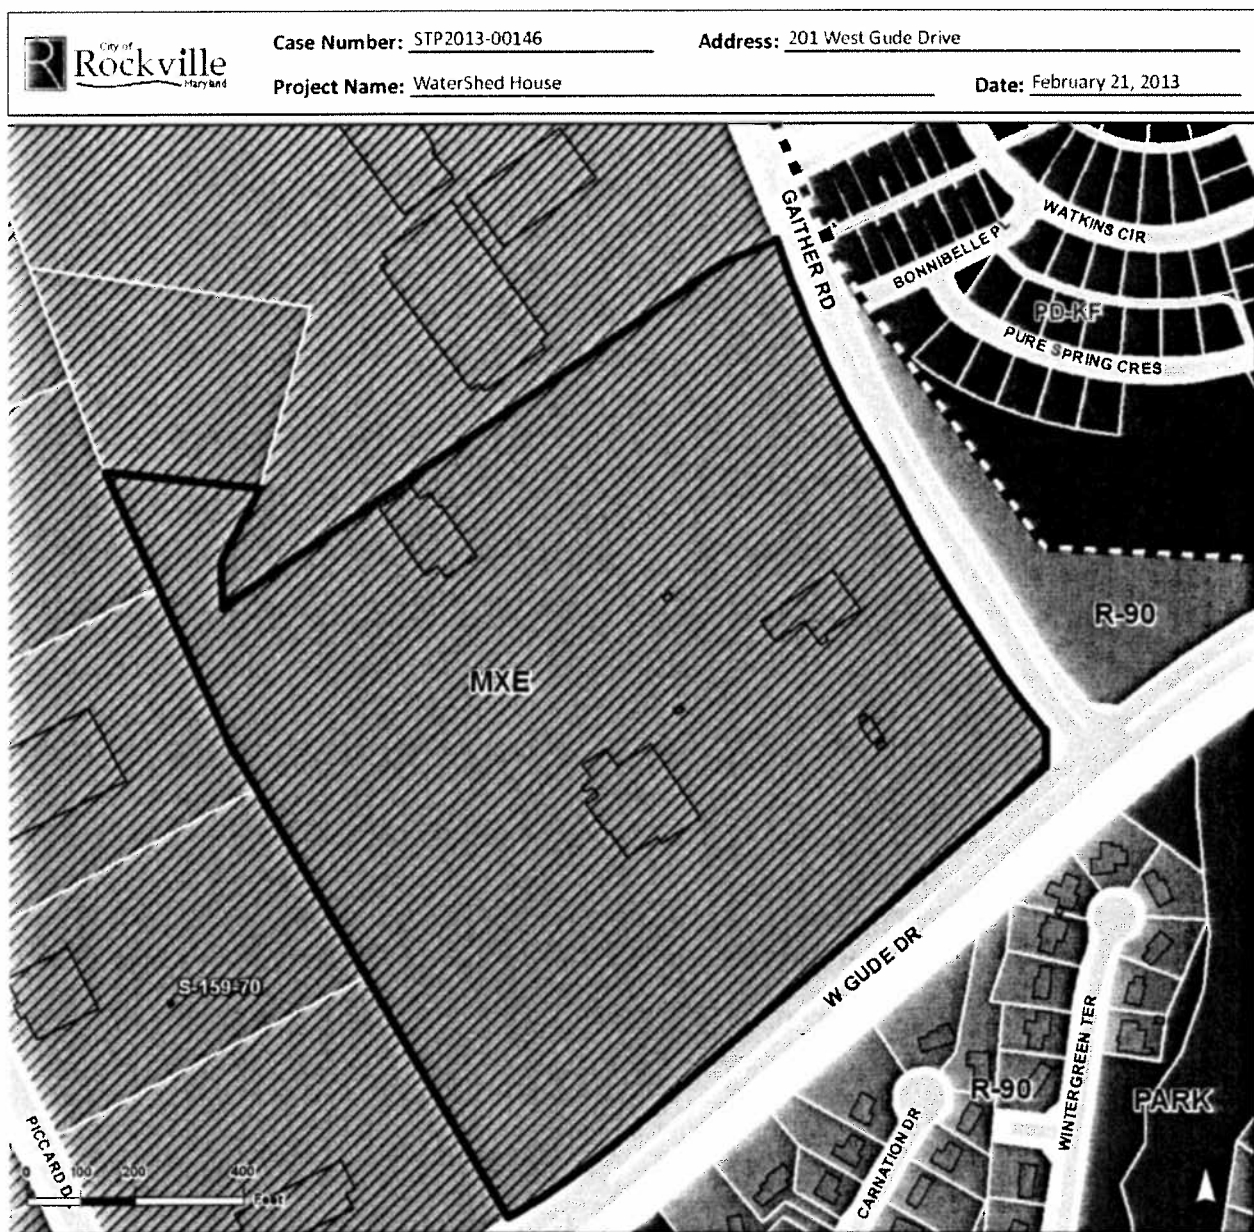 City of
Rockville
Maryland
Case Number: STP2013-00146
Address: 201 West Gude Drive
Project Name: WaterShed House
Date: February 21, 2013
GAITHER RD
WATKINS CIR
BONNIBELLE P
PD-KF
PURE SPRING CRES
R-90
MXE
W GUDE DR
S-159-70
WINTERGREEN TER
R-90
PARK
CARNATION DR
PICCARD D
0 100 200 400
Feet